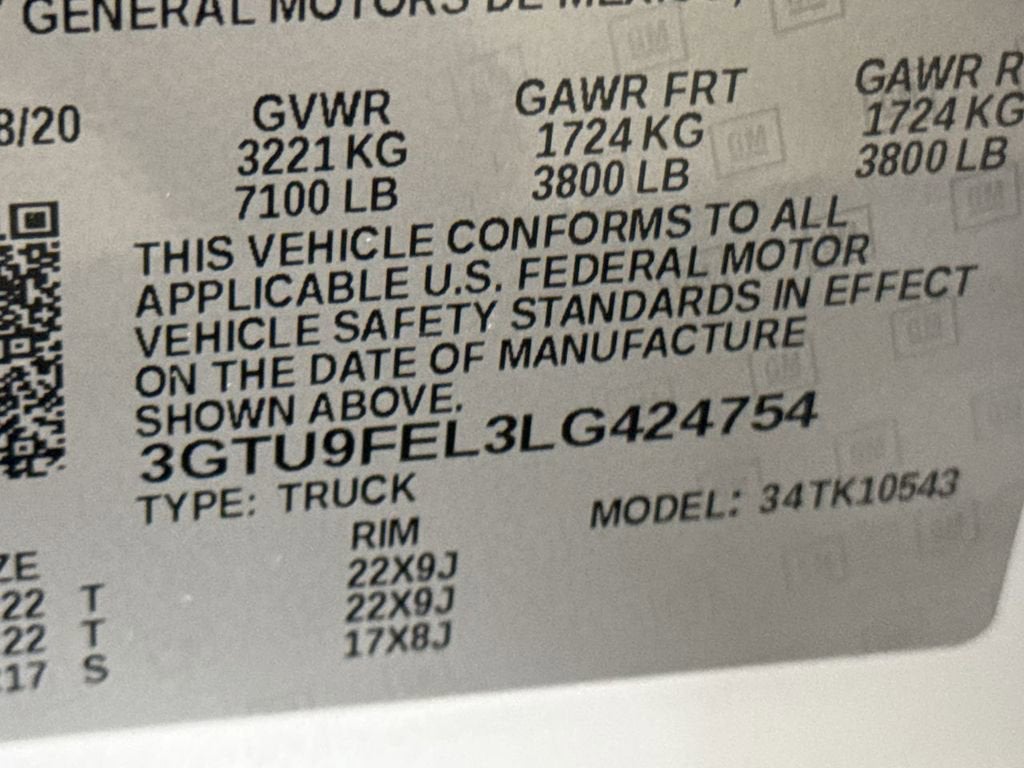 GENERAL MOTORS DE MEXICO,
8/20 GVWR GAWR FRT GAWR R
3221 KG 1724 KG 1724 KG
7100 LB 3800 LB 3800 LB
THIS VEHICLE CONFORMS TO ALL
APPLICABLE U.S. FEDERAL MOTOR
VEHICLE SAFETY STANDARDS IN EFFECT
ON THE DATE OF MANUFACTURE
SHOWN ABOVE.
3GTU9FEL3LG424754
TYPE: TRUCK MODEL: 34TK10543
ZE RIM
22 T 22X9J
22 T 22X9J
17 S 17X8J